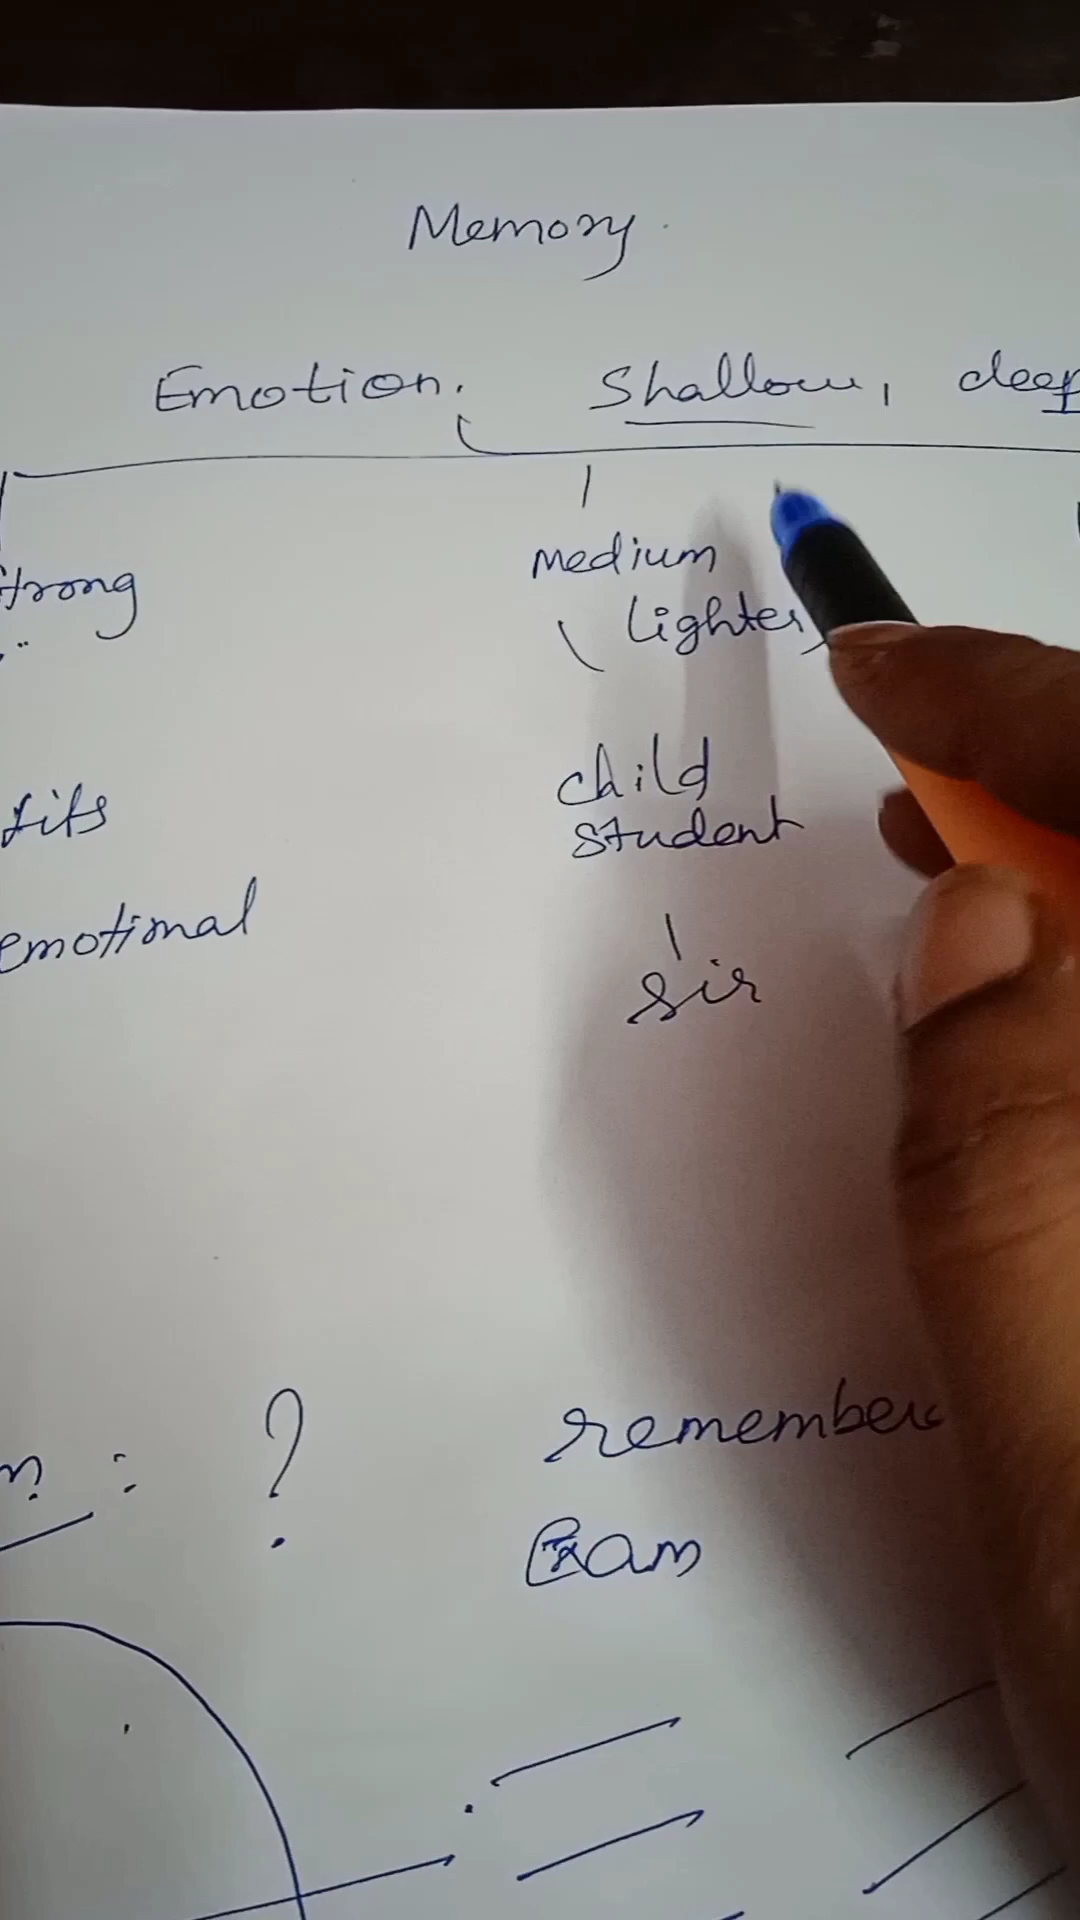 Memory
Emotion. Shallow, deep
strong
medium
(lighter)
fits
child
student
emotional
sir
? remember
Exam